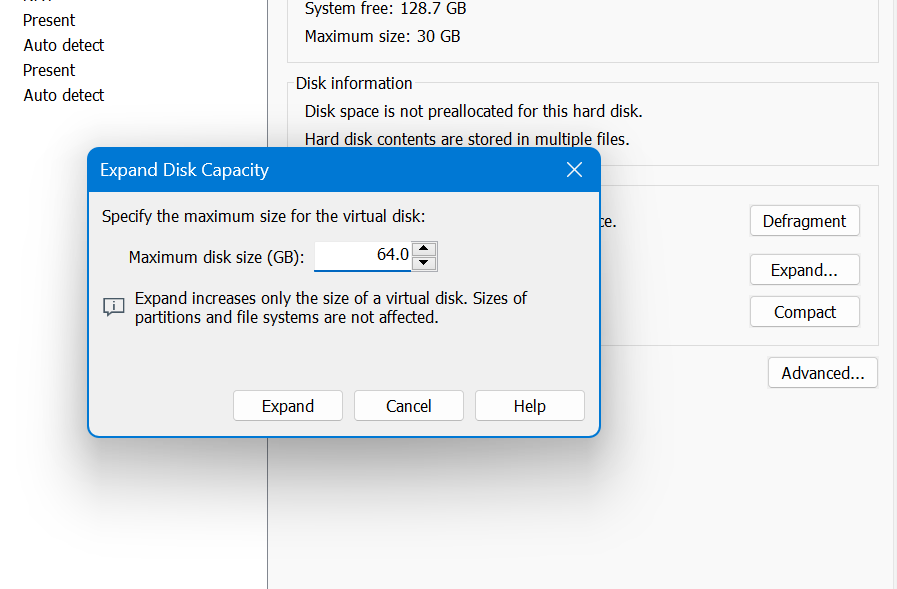 Present
Auto detect
Present
Auto detect
System free: 128.7 GB
Maximum size: 30 GB
Disk information
Disk space is not preallocated for this hard disk.
Hard disk contents are stored in multiple files.
Expand Disk Capacity
Specify the maximum size for the virtual disk:
Maximum disk size (GB): 64.0
Expand increases only the size of a virtual disk. Sizes of
partitions and file systems are not affected.
Expand Cancel Help
Defragment
Expand...
Compact
Advanced...